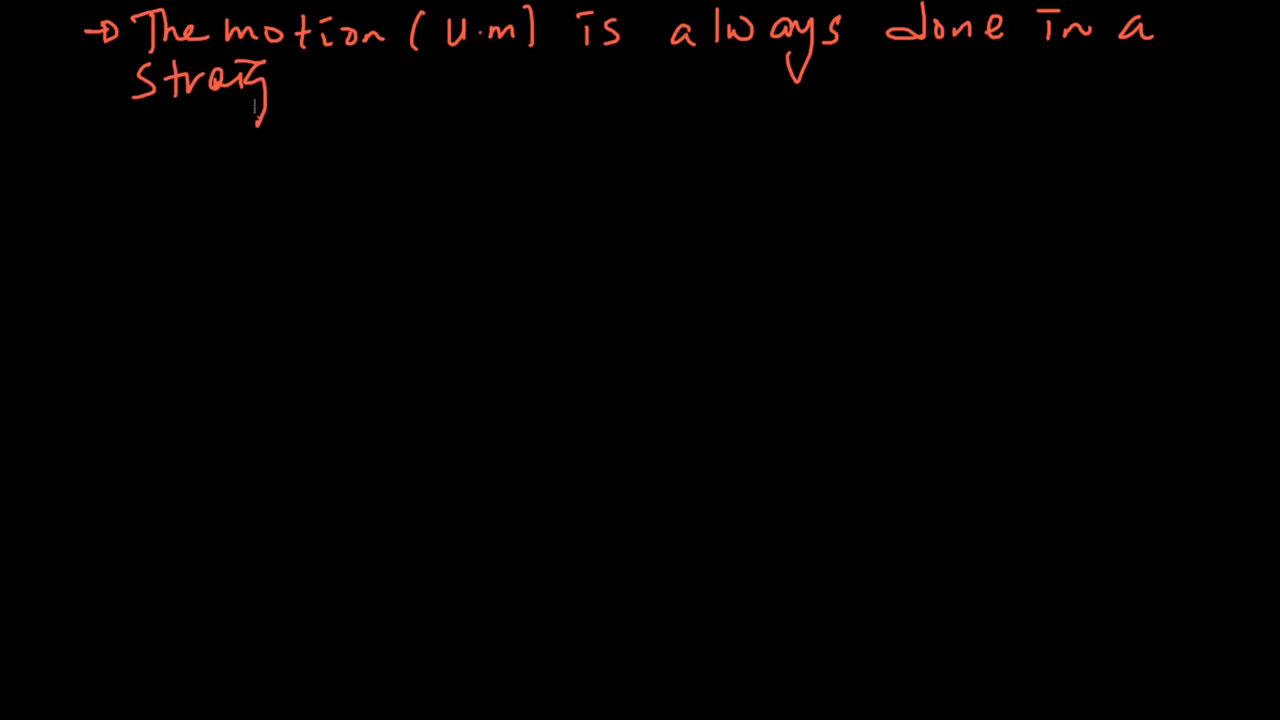 → The motion (U.m) is always done in a
straig